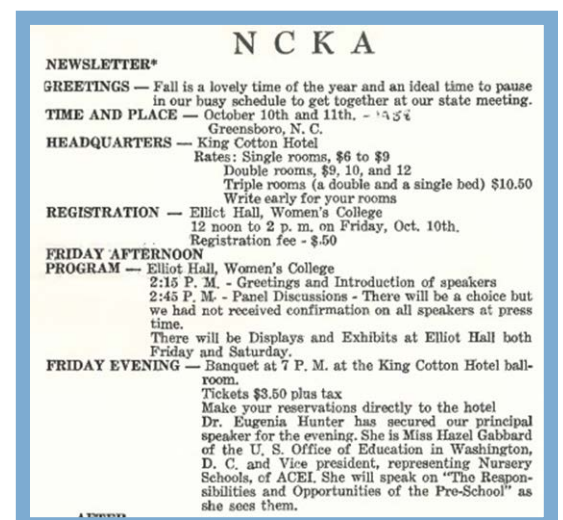 N C K A
NEWSLETTER*
GREETINGS — Fall is a lovely time of the year and an ideal time to pause
in our busy schedule to get together at our state meeting.
TIME AND PLACE — October 10th and 11th. - 1958
Greensboro, N. C.
HEADQUARTERS — King Cotton Hotel
Rates: Single rooms, $6 to $9
Double rooms, $9, 10, and 12
Triple rooms (a double and a single bed) $10.50
Write early for your rooms
REGISTRATION — Ellict Hall, Women's College
12 noon to 2 p. m. on Friday, Oct. 10th.
Registration fee - $.50
FRIDAY AFTERNOON
PROGRAM — Elliot Hall, Women's College
2:15 P. M. - Greetings and Introduction of speakers
2:45 P. M. - Panel Discussions - There will be a choice but
we had not received confirmation on all speakers at press
time.
There will be Displays and Exhibits at Elliot Hall both
Friday and Saturday.
FRIDAY EVENING — Banquet at 7 P. M. at the King Cotton Hotel ball-
room.
Tickets $3.50 plus tax
Make your reservations directly to the hotel
Dr. Eugenia Hunter has secured our principal
speaker for the evening. She is Miss Hazel Gabbard
of the U. S. Office of Education in Washington,
D. C. and Vice president, representing Nursery
Schools, of ACEI. She will speak on "The Respon-
sibilities and Opportunities of the Pre-School" as
she sees them.